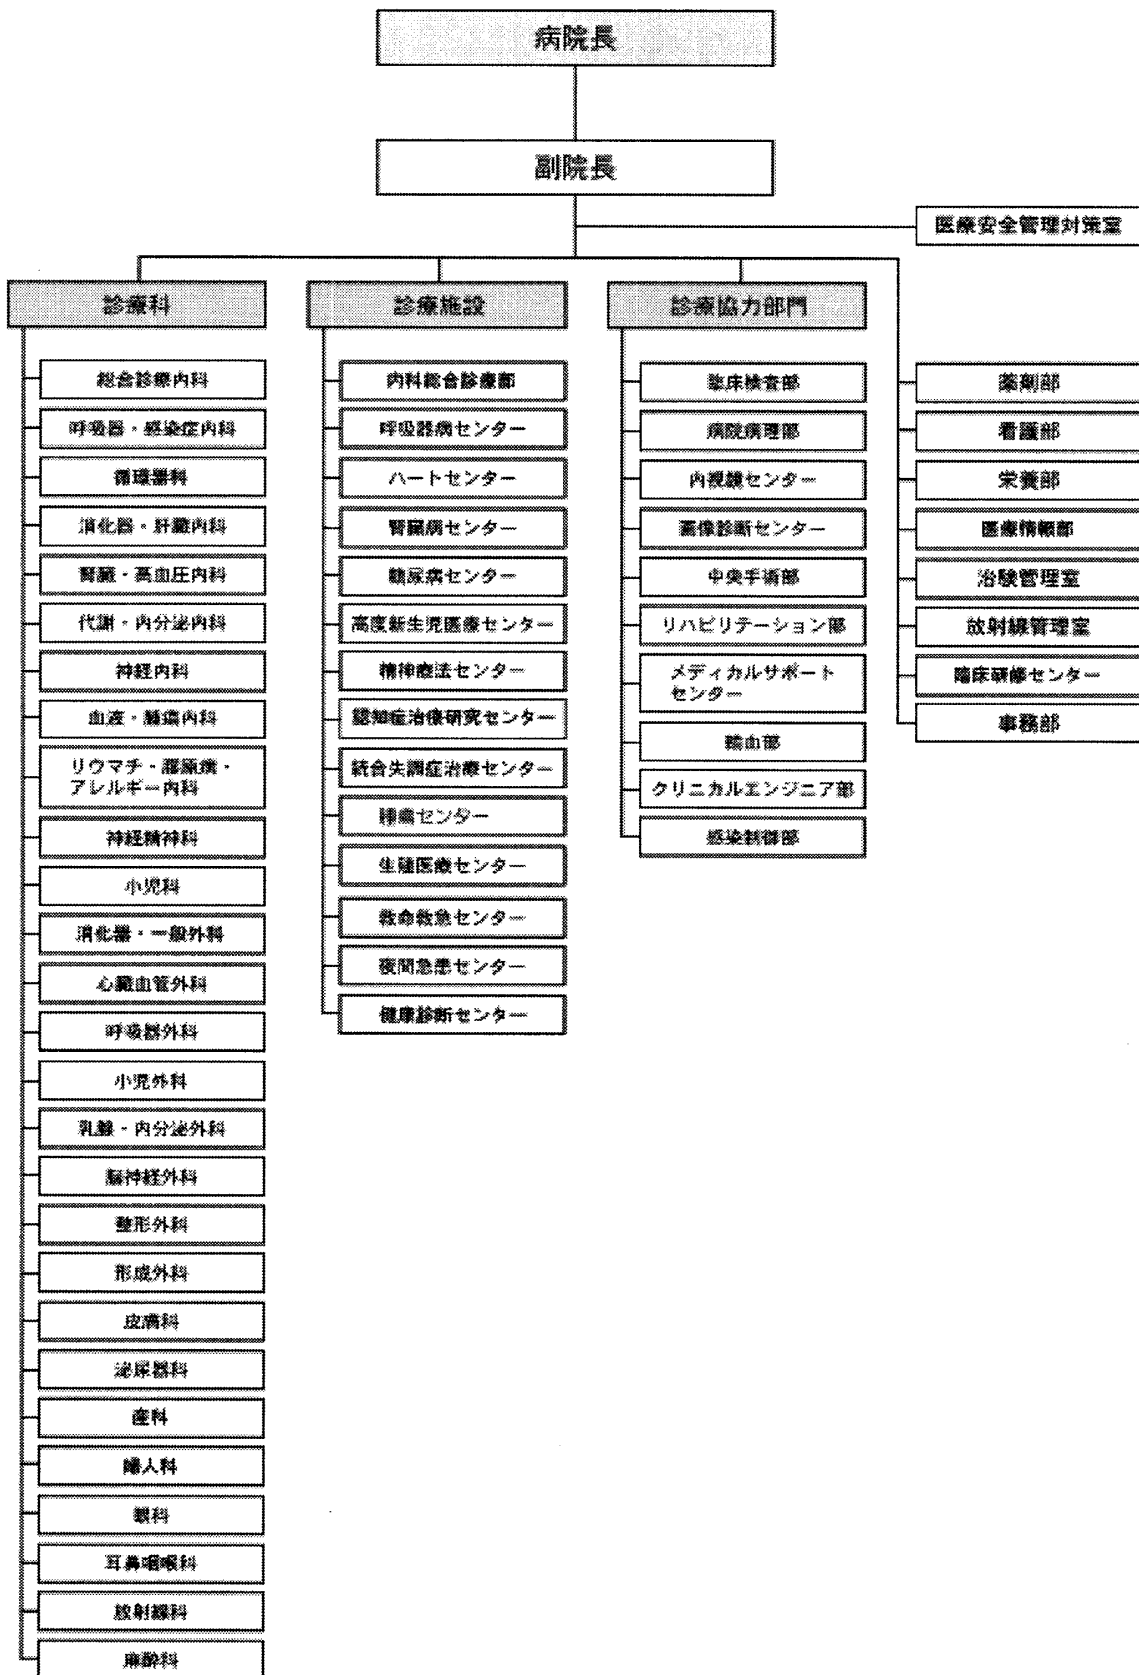 病院長
副院長
医療安全管理対策室
診療科
総合診療内科
呼吸器・感染症内科
循環器科
消化器・肝臓内科
腎臓・高血圧内科
代謝・内分泌内科
神経内科
血液・腫瘍内科
リウマチ・膠原病・
アレルギー内科
神経精神科
小児科
消化器・一般外科
心臓血管外科
呼吸器外科
小児外科
乳腺・内分泌外科
脳神経外科
整形外科
形成外科
皮膚科
泌尿器科
産科
婦人科
眼科
耳鼻咽喉科
放射線科
麻酔科
診療施設
内科総合診療部
呼吸器病センター
ハートセンター
腎臓病センター
糖尿病センター
高度新生児医療センター
精神療法センター
認知症治療研究センター
統合失調症治療センター
腫瘍センター
生殖医療センター
救命救急センター
夜間急患センター
健康診断センター
診療協力部門
臨床検査部
病院病理部
内視鏡センター
画像診断センター
中央手術部
リハビリテーション部
メディカルサポート
センター
輸血部
クリニカルエンジニア部
感染制御部
薬剤部
看護部
栄養部
医療情報部
治験管理室
放射線管理室
臨床研修センター
事務部